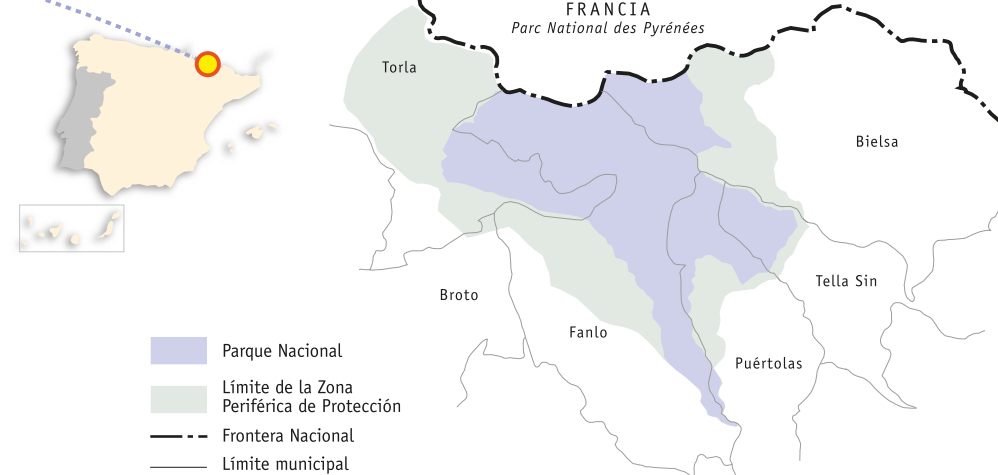 FRANCIA
Parc National des Pyrénées
Torla
Bielsa
Tella Sin
Broto
Fanlo
Puértolas
Parque Nacional
Límite de la Zona
Periférica de Protección
Frontera Nacional
Límite municipal